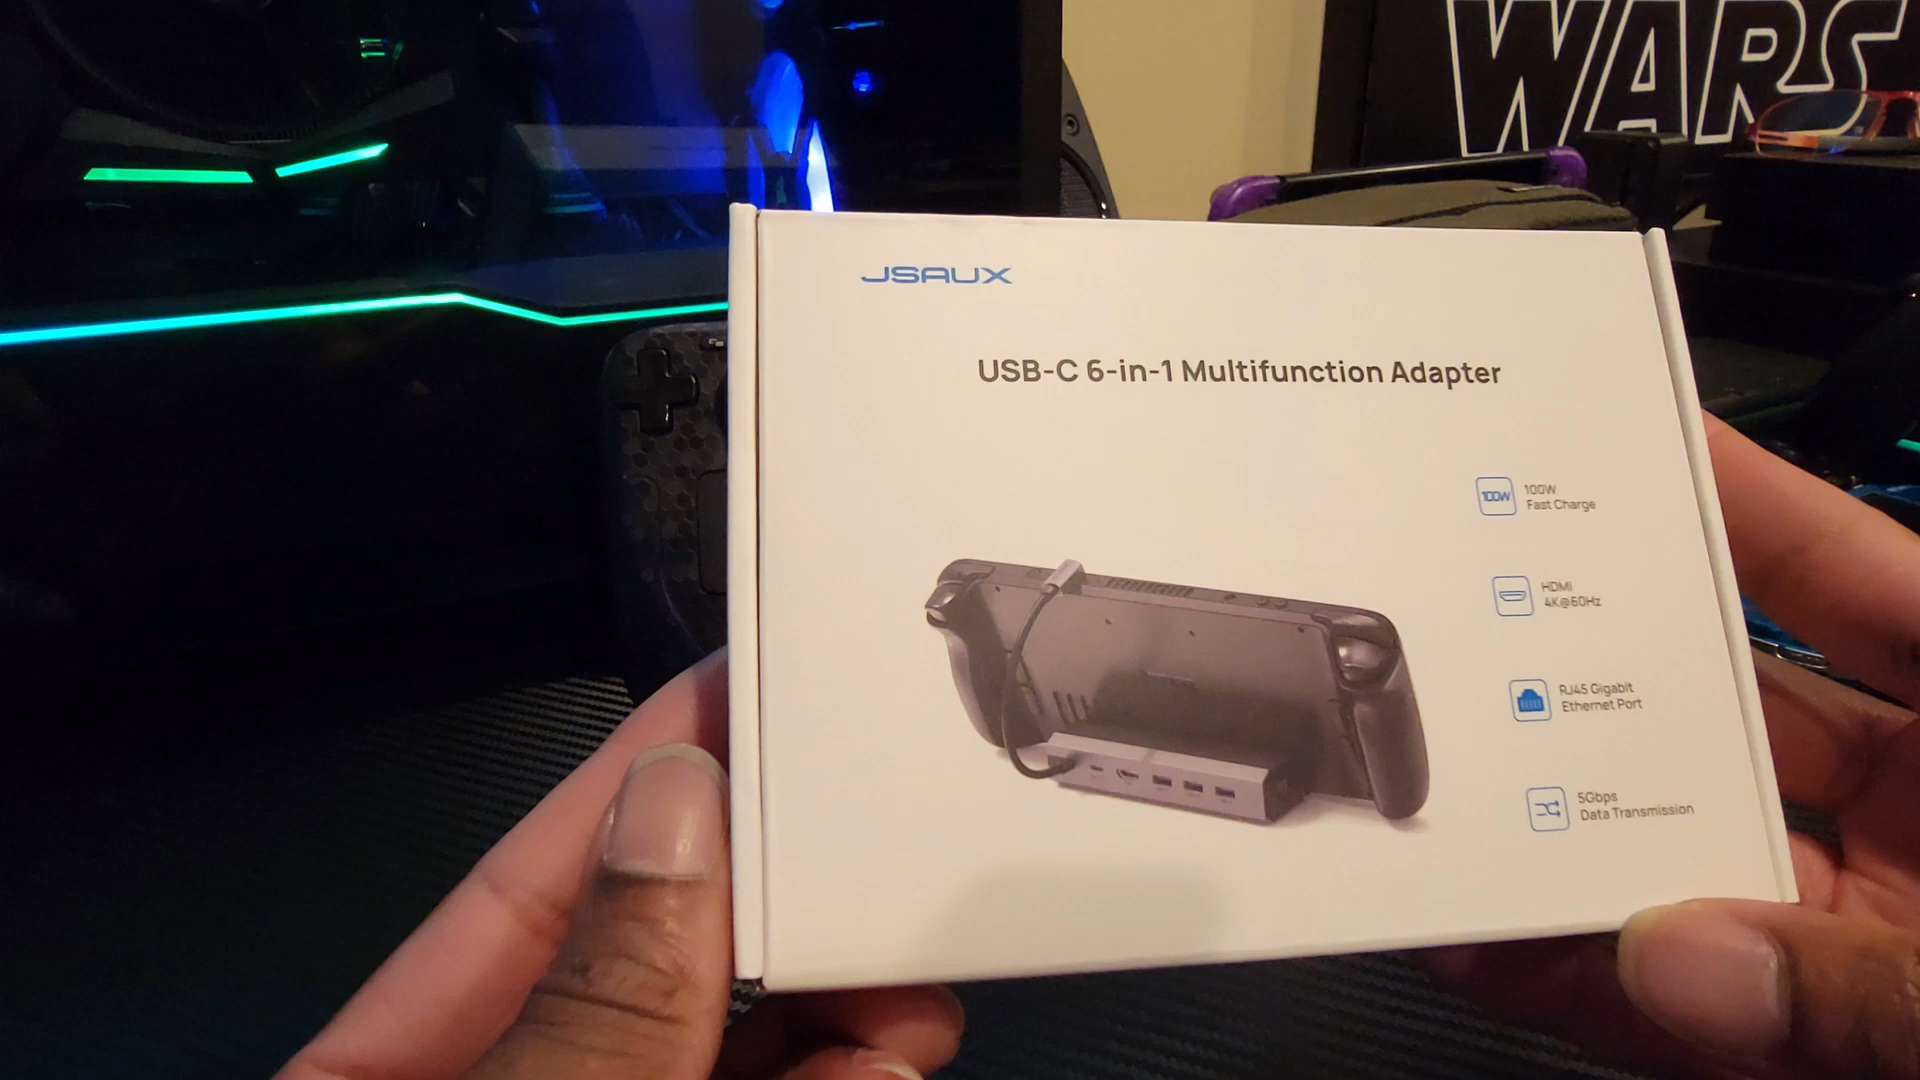 WARS
JSAUX
USB-C 6-in-1 Multifunction Adapter
100W
100W
Fast Charge
HDMI
4K@60Hz
RJ45 Gigabit
Ethernet Port
5Gbps
Data Transmission